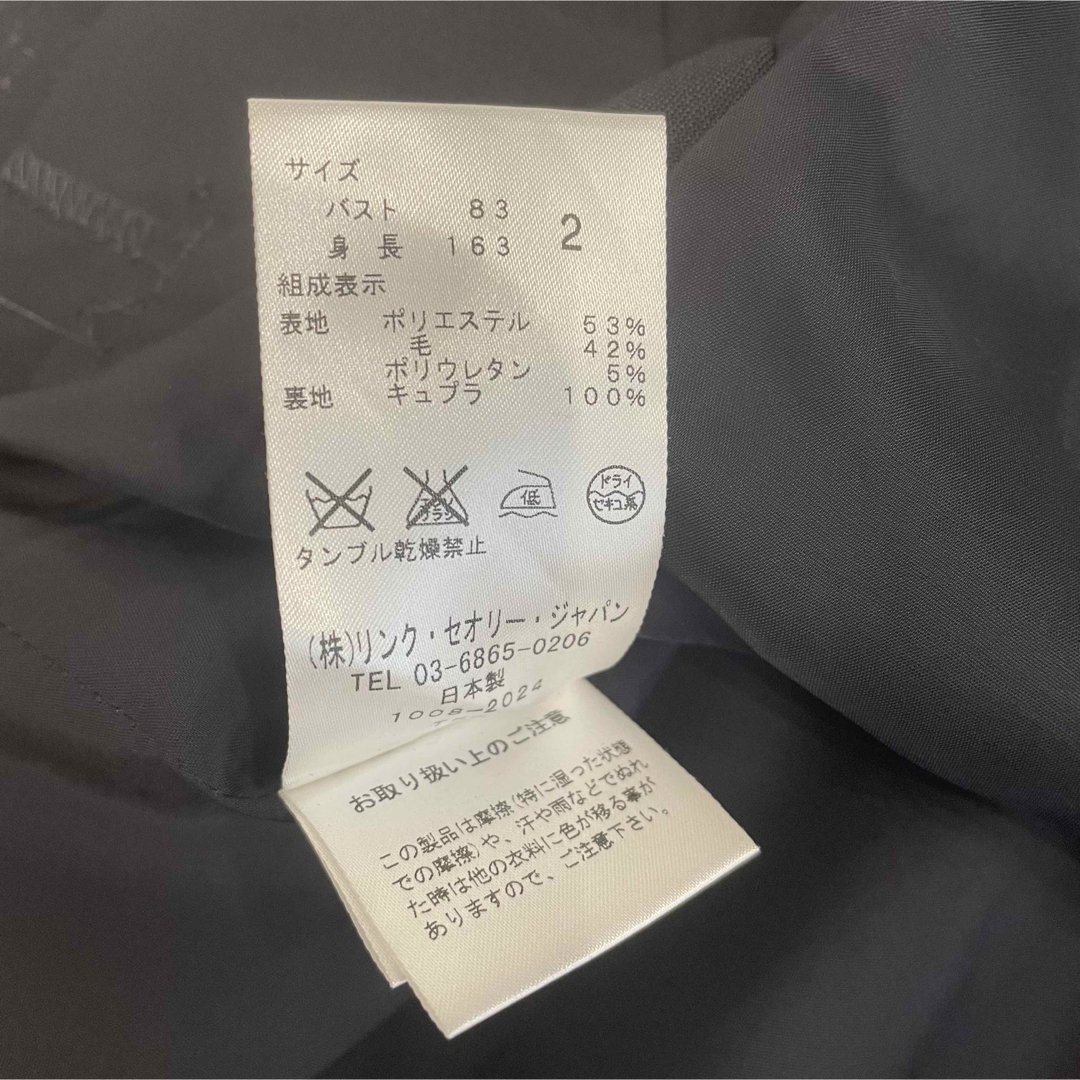 サイズ
バスト 83
身長 163 2
組成表示
表地 ポリエステル 53%
毛 42%
ポリウレタン 5%
裏地 キュプラ 100%
エンソ
サラシ
低
ドライ
セキユ系
タンブル乾燥禁止
(株)リンク・セオリー・ジャパン
TEL 03-6865-0206
日本製
1008-2024
お取り扱い上のご注意
この製品は摩擦(特に湿った状態
での摩擦)や、汗や雨などでぬれ
た時は他の衣料に色が移る事が
ありますので、ご注意下さい。